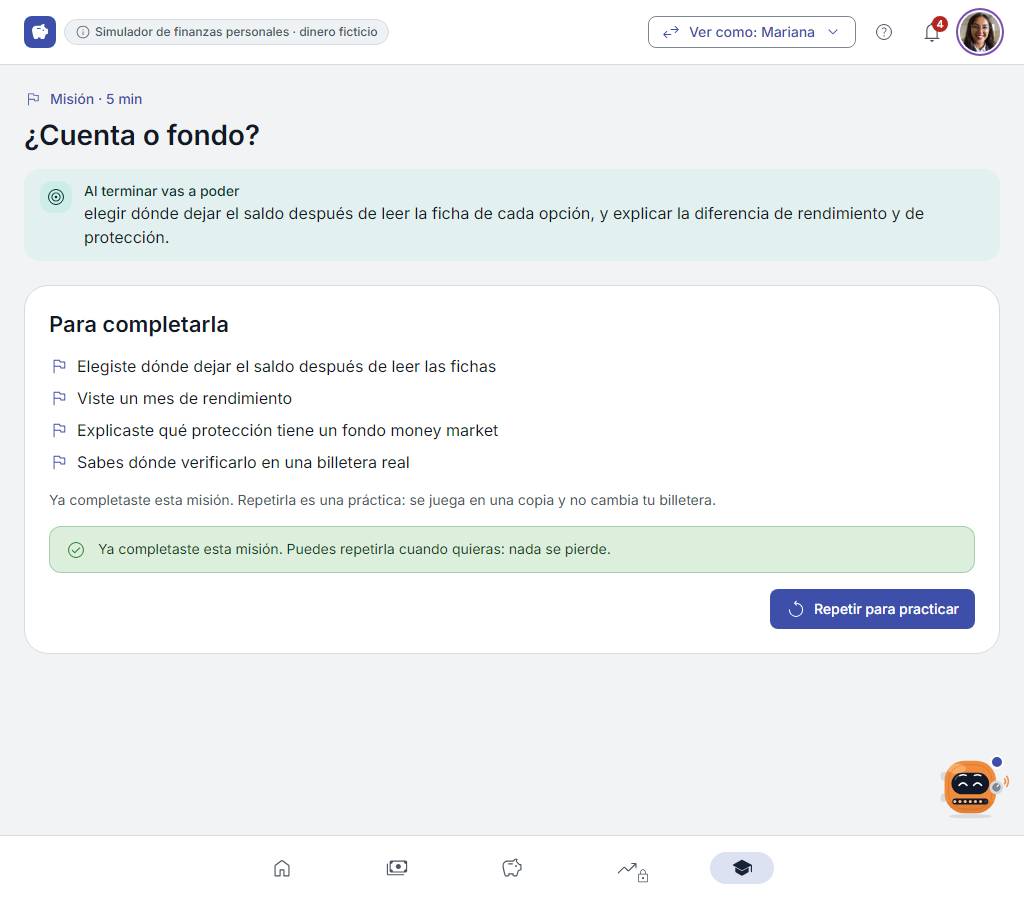 Simulador de finanzas personales · dinero ficticio
Ver como: Mariana
4
Misión · 5 min
¿Cuenta o fondo?
Al terminar vas a poder
elegir dónde dejar el saldo después de leer la ficha de cada opción, y explicar la diferencia de rendimiento y de
protección.
Para completarla
Elegiste dónde dejar el saldo después de leer las fichas
Viste un mes de rendimiento
Explicaste qué protección tiene un fondo money market
Sabes dónde verificarlo en una billetera real
Ya completaste esta misión. Repetirla es una práctica: se juega en una copia y no cambia tu billetera.
Ya completaste esta misión. Puedes repetirla cuando quieras: nada se pierde.
Repetir para practicar